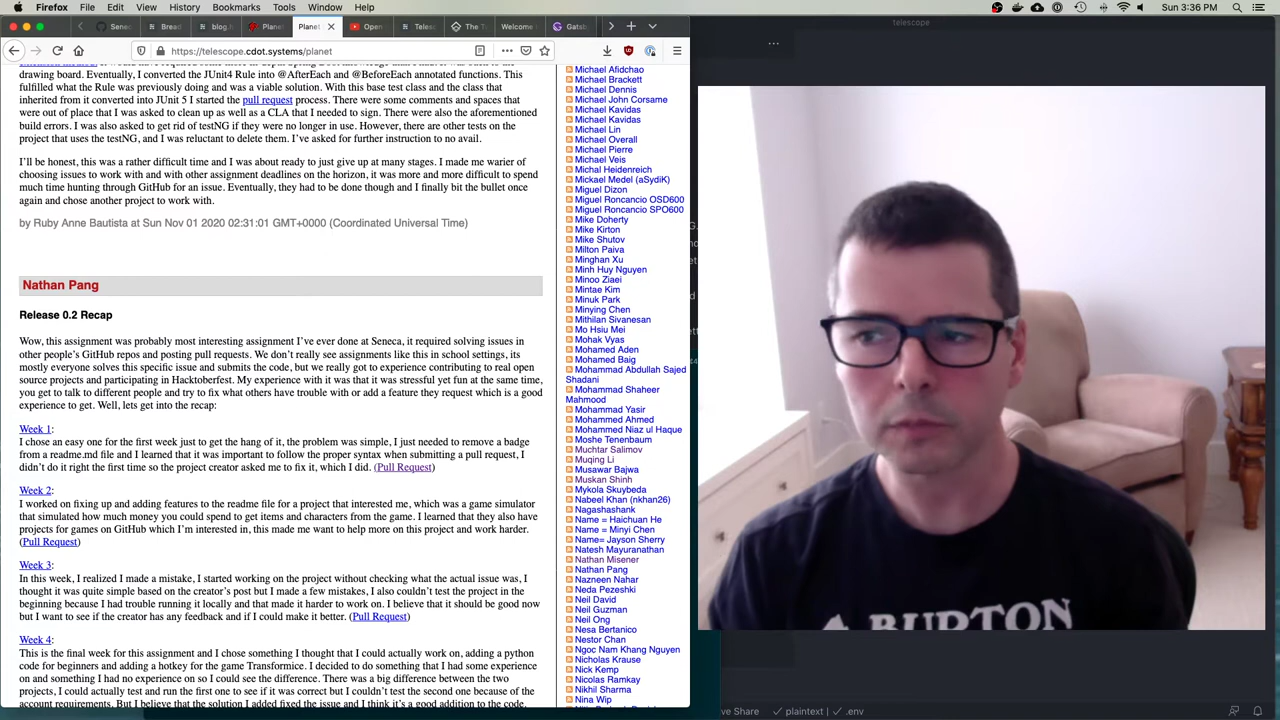 Firefox File Edit View History Bookmarks Tools Window Help
Fri 3:36 PM
Senec
Bread
blog.h
Planet
Planet
Open
Telesc
The To
Welcome
Gatsby
telescope
https://telescope.cdot.systems/planet
drawing board. Eventually, I converted the JUnit4 Rule into @AfterEach and @BeforeEach annotated functions. This
fulfilled what the Rule was previously doing and was a viable solution. With this base test class and the class that
inherited from it converted into JUnit 5 I started the pull request process. There were some comments and spaces that
were out of place that I was asked to clean up as well as a CLA that I needed to sign. There were also the aforementioned
build errors. I was also asked to get rid of testNG if they were no longer in use. However, there are other tests on the
project that uses the testNG, and I was reluctant to delete them. I've asked for further instruction to no avail.
I'll be honest, this was a rather difficult time and I was about ready to just give up at many stages. I made me warier of
choosing issues to work with and with other assignment deadlines on the horizon, it was more and more difficult to spend
much time hunting through GitHub for an issue. Eventually, they had to be done though and I finally bit the bullet once
again and chose another project to work with.
by Ruby Anne Bautista at Sun Nov 01 2020 02:31:01 GMT+0000 (Coordinated Universal Time)
Nathan Pang
Release 0.2 Recap
Wow, this assignment was probably most interesting assignment I've ever done at Seneca, it required solving issues in
other people's GitHub repos and posting pull requests. We don't really see assignments like this in school settings, its
mostly everyone solves this specific issue and submits the code, but we really got to experience contributing to real open
source projects and participating in Hacktoberfest. My experience with it was that it was stressful yet fun at the same time,
you get to talk to different people and try to fix what others have trouble with or add a feature they request which is a good
experience to get. Well, lets get into the recap:
Week 1:
I chose an easy one for the first week just to get the hang of it, the problem was simple, I just needed to remove a badge
from a readme.md file and I learned that it was important to follow the proper syntax when submitting a pull request, I
didn't do it right the first time so the project creator asked me to fix it, which I did. (Pull Request)
Week 2:
I worked on fixing up and adding features to the readme file for a project that interested me, which was a game simulator
that simulated how much money you could spend to get items and characters from the game. I learned that they also have
projects for games on GitHub which I'm interested in, this made me want to help more on this project and work harder.
(Pull Request)
Week 3:
In this week, I realized I made a mistake, I started working on the project without checking what the actual issue was, I
thought it was quite simple based on the creator's post but I made a few mistakes, I also couldn't test the project in the
beginning because I had trouble running it locally and that made it harder to work on. I believe that it should be good now
but I want to see if the creator has any feedback and if I could make it better. (Pull Request)
Week 4:
This is the final week for this assignment and I chose something I thought that I could actually work on, adding a python
code for beginners and adding a hotkey for the game Transformice. I decided to do something that I had some experience
on and something I had no experience on so I could see the difference. There was a big difference between the two
projects, I could actually test and run the first one to see if it was correct but I couldn't test the second one because of the
account requirements. But I believe that the solution I added fixed the issue and I think it's a good addition to the code.
Michael Afidchao
Michael Brackett
Michael Dennis
Michael John Corsame
Michael Kavidas
Michael Kavidas
Michael Lin
Michael Overall
Michael Pierre
Michael Veis
Michal Heidenreich
Mickael Medel (aSydiK)
Miguel Dizon
Miguel Roncancio OSD600
Miguel Roncancio SPO600
Mike Doherty
Mike Kirton
Mike Shutov
Milton Paiva
Minghan Xu
Minh Huy Nguyen
Minoo Ziaei
Mintae Kim
Minuk Park
Minying Chen
Mithilan Sivanesan
Mo Hsiu Mei
Mohak Vyas
Mohamed Aden
Mohamed Baig
Mohammad Abdullah Sajed
Shadani
Mohammad Shaheer
Mahmood
Mohammad Yasir
Mohammed Ahmed
Mohammed Niaz ul Haque
Moshe Tenenbaum
Muchtar Salimov
Muqing Li
Musawar Bajwa
Muskan Shinh
Mykola Skuybeda
Nabeel Khan (nkhan26)
Nagashashank
Name = Haichuan He
Name = Minyi Chen
Name= Jayson Sherry
Natesh Mayuranathan
Nathan Misener
Nathan Pang
Nazneen Nahar
Neda Pezeshki
Neil David
Neil Guzman
Neil Ong
Nesa Bertanico
Nestor Chan
Ngoc Nam Khang Nguyen
Nicholas Krause
Nick Kemp
Nicolas Ramkay
Nikhil Sharma
Nina Wip
A BURTON
ve Share
plaintext
.env